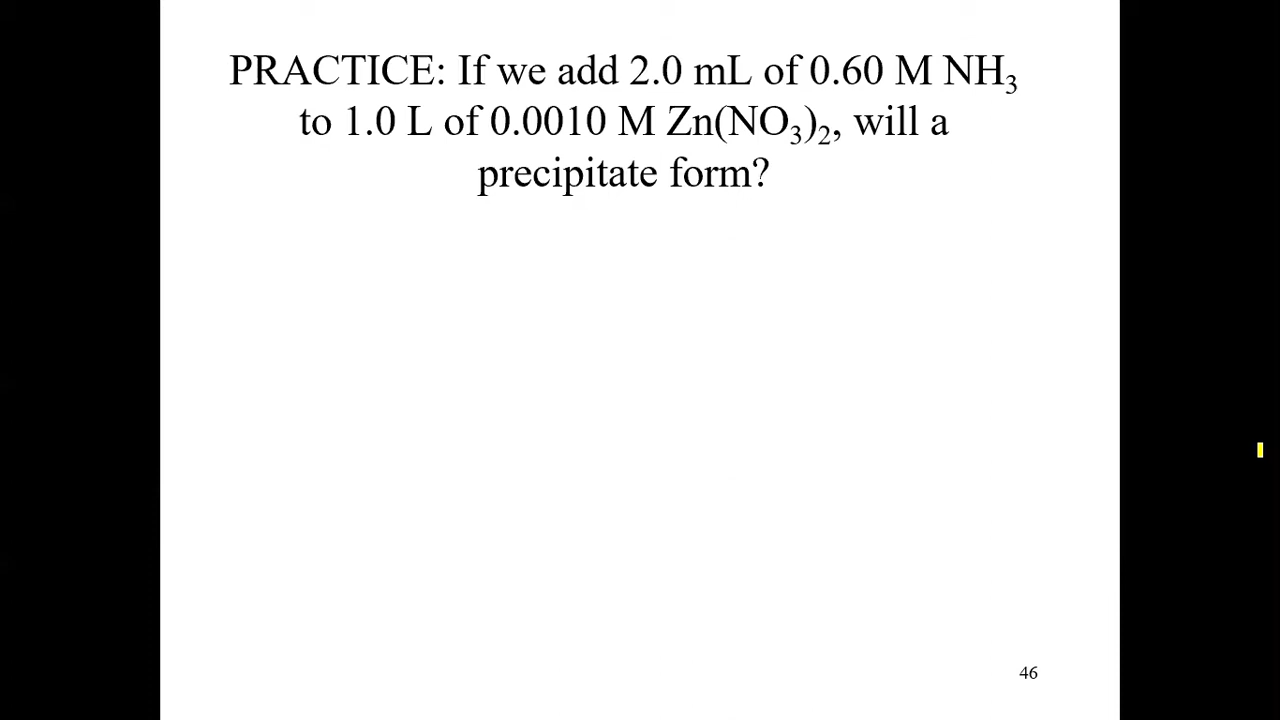 PRACTICE: If we add 2.0 mL of 0.60 M NH₃
to 1.0 L of 0.0010 M Zn(NO₃)₂, will a
precipitate form?
46